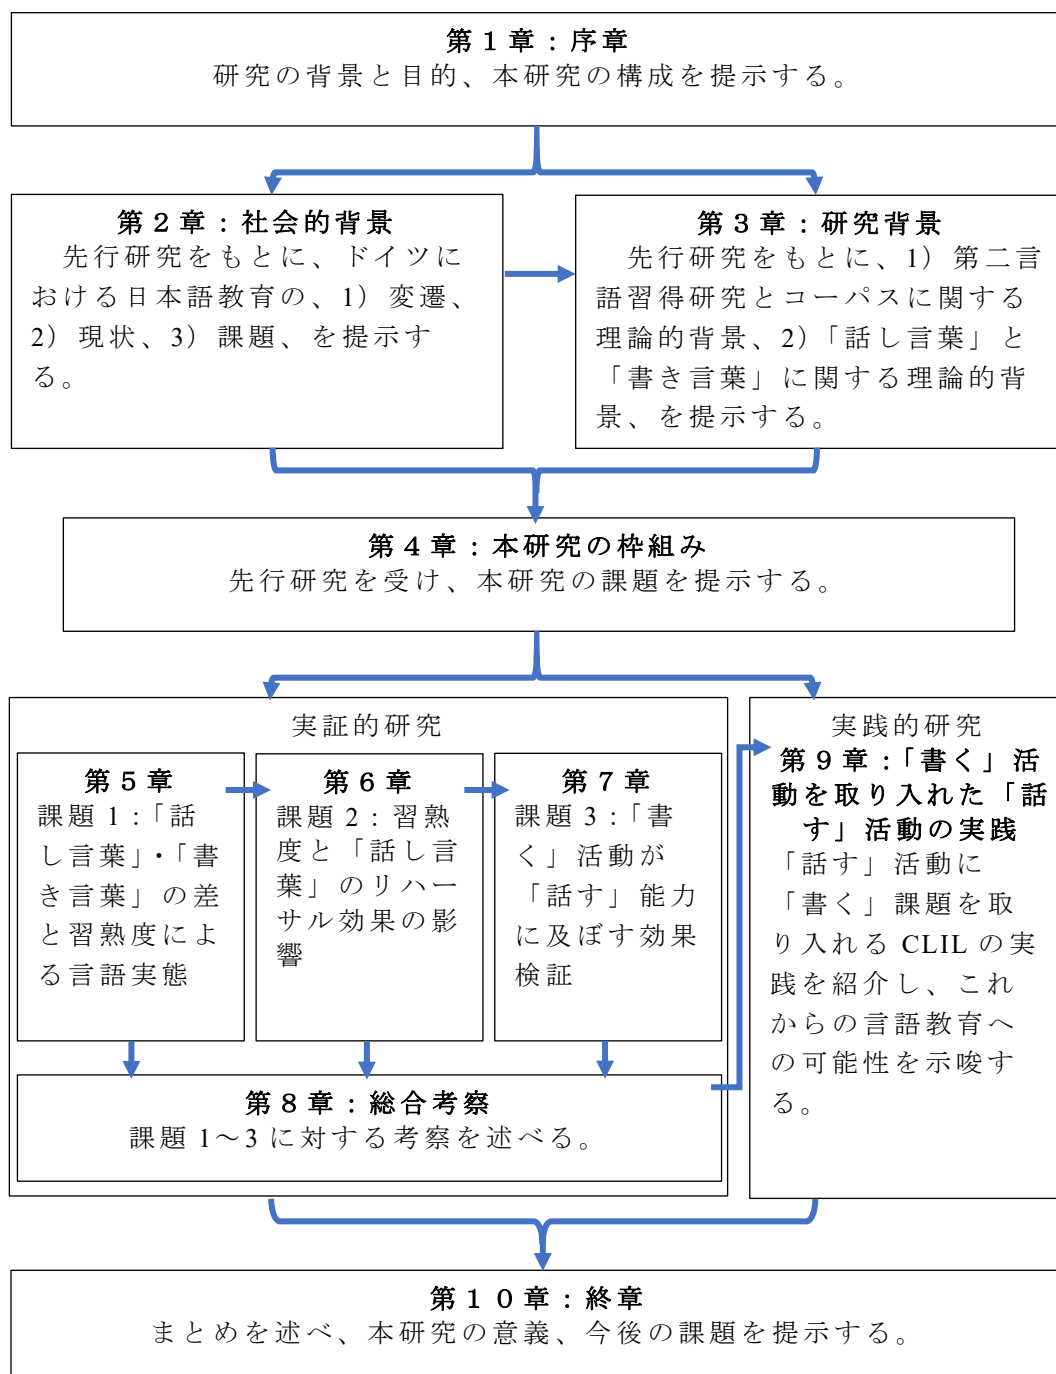 第１章：序章
研究の背景と目的、本研究の構成を提示する。
第２章：社会的背景
先行研究をもとに、ドイツに
おける日本語教育の、1）変遷、
2）現状、3）課題、を提示す
る。
第３章：研究背景
先行研究をもとに、1）第二言
語習得研究とコーパスに関する
理論的背景、2）「話し言葉」と
「書き言葉」に関する理論的背
景、を提示する。
第４章：本研究の枠組み
先行研究を受け、本研究の課題を提示する。
実証的研究
第５章
課題 1：「話
し言葉」・「書
き言葉」の差
と習熟度によ
る言語実態
第６章
課題 2：習熟
度と「話し言
葉」のリハー
サル効果の影
響
第７章
課題 3：「書
く」活動が
「話す」能力
に及ぼす効果
検証
第８章：総合考察
課題 1～3 に対する考察を述べる。
実践的研究
第９章：「書く」活
動を取り入れた「話
す」活動の実践
「話す」活動に
「書く」課題を取
り入れる CLIL の実
践を紹介し、これ
からの言語教育へ
の可能性を示唆す
る。
第１０章：終章
まとめを述べ、本研究の意義、今後の課題を提示する。